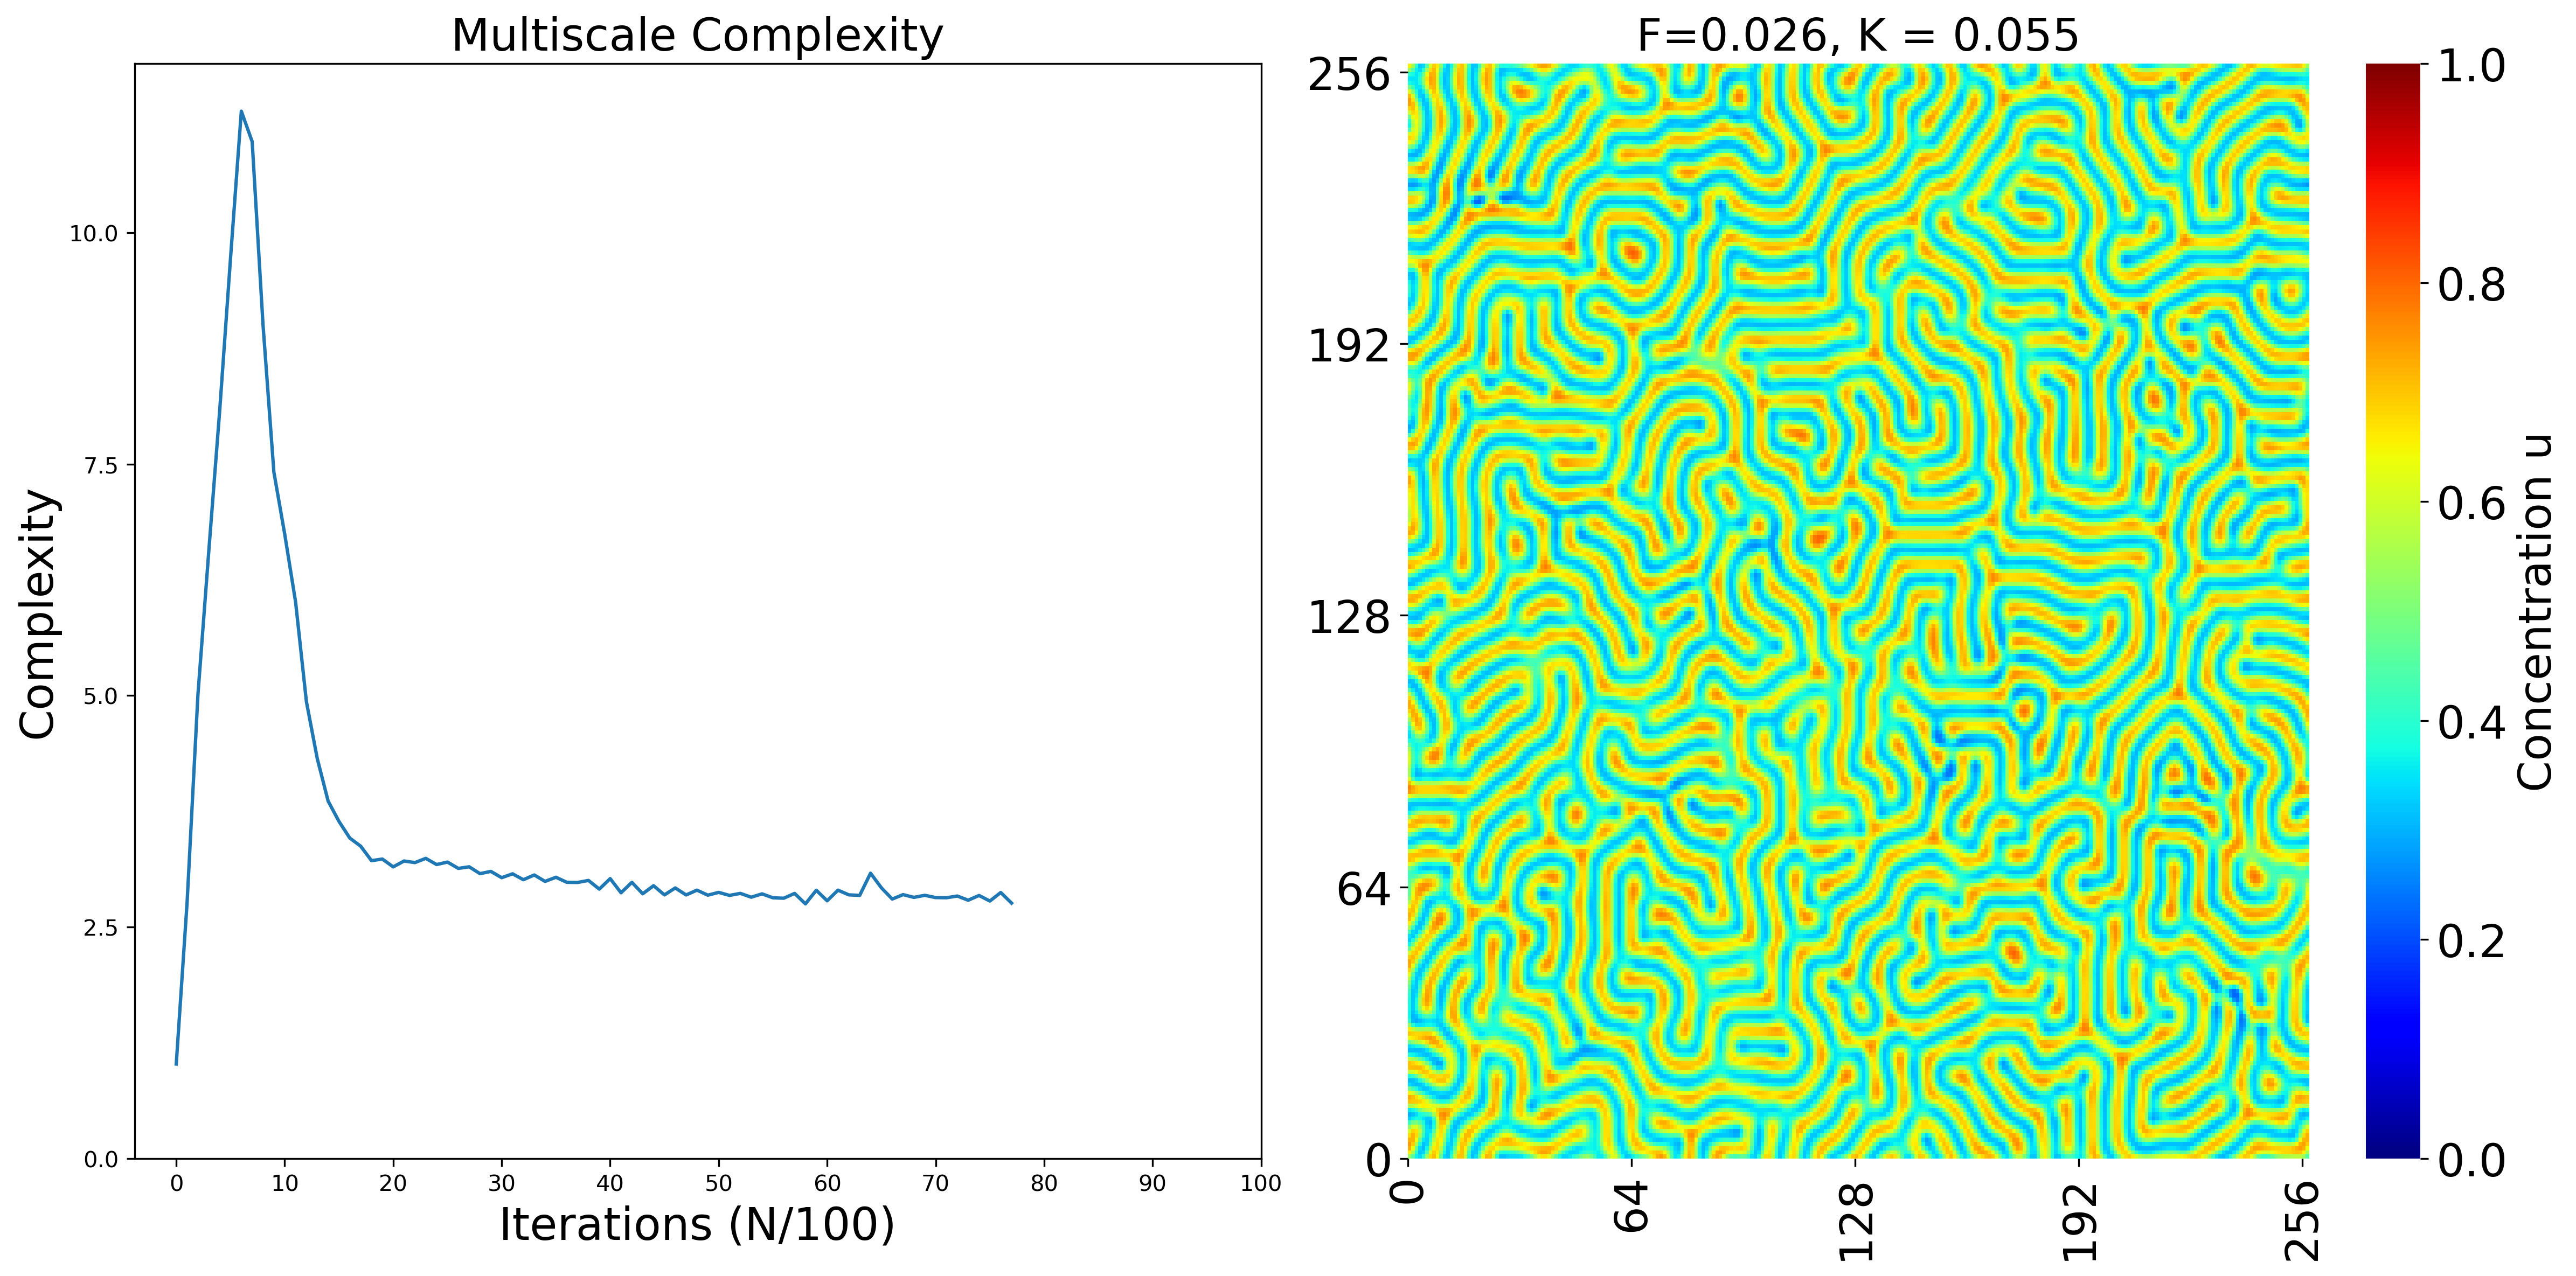 Multiscale Complexity
Complexity
10.0
7.5
5.0
2.5
0.0
0 10 20 30 40 50 60 70 80 90 100
Iterations (N/100)
F=0.026, K = 0.055
256
192
128
64
0
0 64 128 192 256
1.0
0.8
0.6
0.4
0.2
0.0
Concentration u